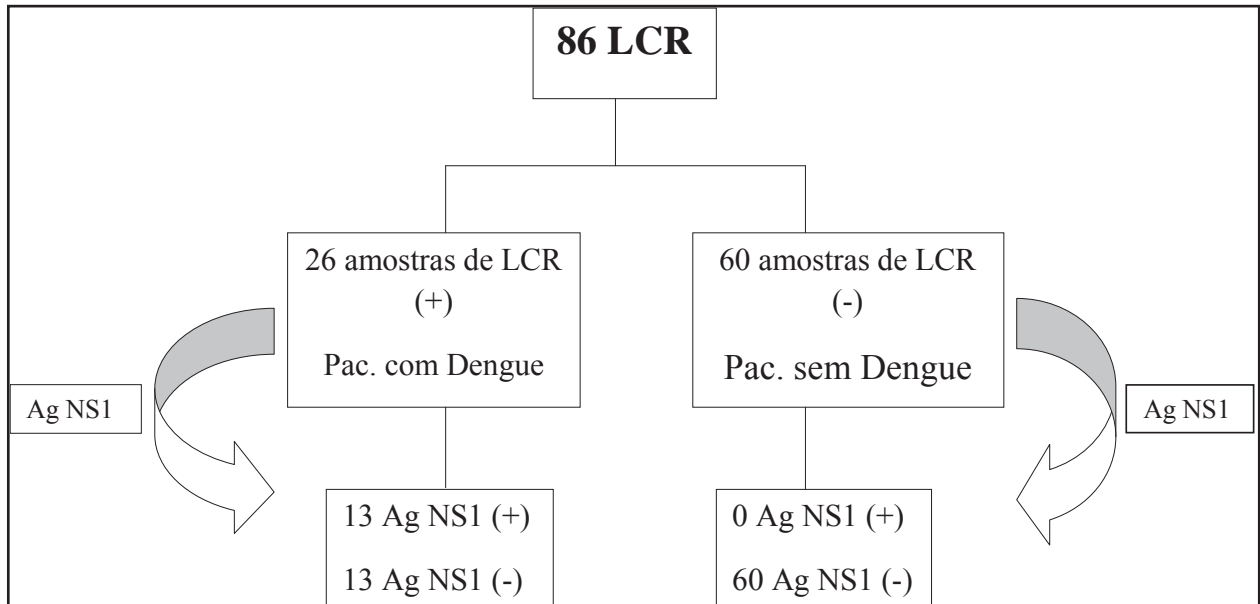 86 LCR
26 amostras de LCR
(+)
Pac. com Dengue
60 amostras de LCR
(-)
Pac. sem Dengue
Ag NS1
Ag NS1
13 Ag NS1 (+)
13 Ag NS1 (-)
0 Ag NS1 (+)
60 Ag NS1 (-)